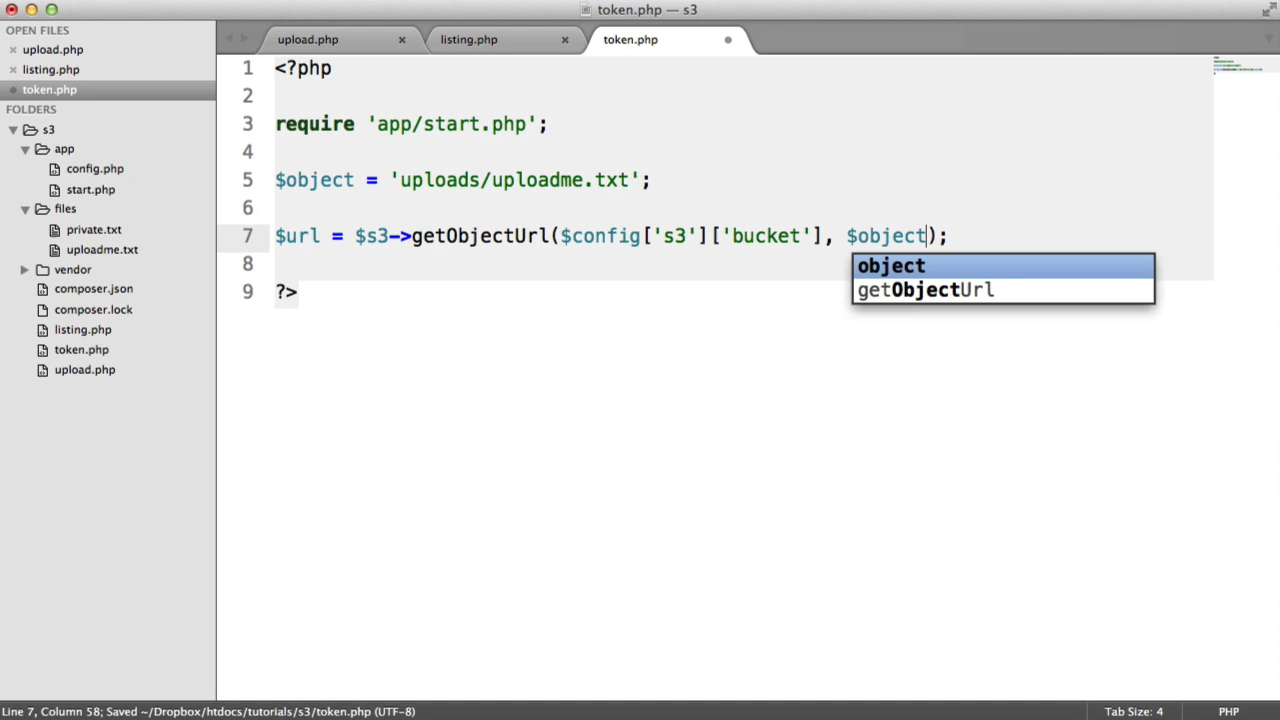 token.php — s3
OPEN FILES
upload.php
listing.php
token.php
FOLDERS
s3
app
config.php
start.php
files
private.txt
uploadme.txt
vendor
composer.json
composer.lock
listing.php
token.php
upload.php
upload.php
listing.php
token.php
1 <?php
2
3 require 'app/start.php';
4
5 $object = 'uploads/uploadme.txt';
6
7 $url = $s3->getObjectUrl($config['s3']['bucket'], $object);
8
9 ?>
object
getObjectUrl
Line 7, Column 58; Saved ~/Dropbox/htdocs/tutorials/s3/token.php (UTF-8)
Tab Size: 4
PHP